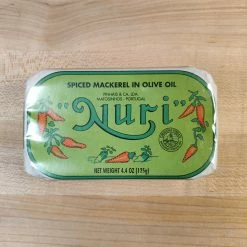 SPICED MACKEREL IN OLIVE OIL
PINHAIS & CA. LDA
MATOSINHOS - PORTUGAL
"Nuri"
NET WEIGHT 4.4 OZ (125g)